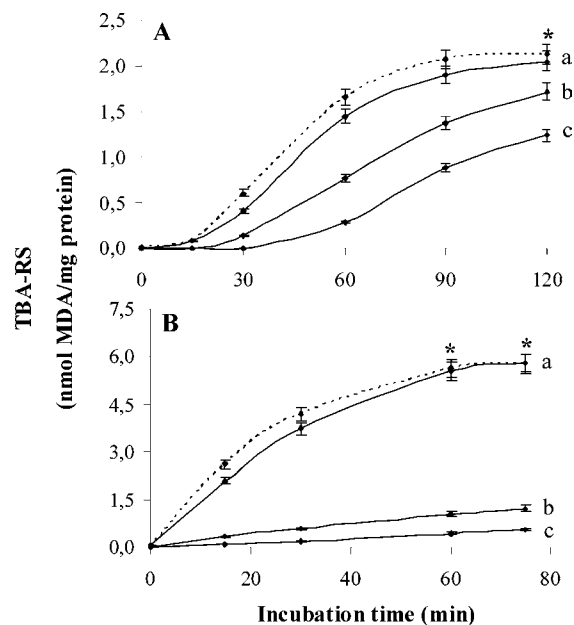 A
2,5
2,0
1,5
1,0
0,5
0,0
*
a
b
c
0
30
60
90
120
TBA-RS
(nmol MDA/mg protein)
B
7,5
6,0
4,5
3,0
1,5
0,0
*
*
a
b
c
0
20
40
60
80
Incubation time (min)